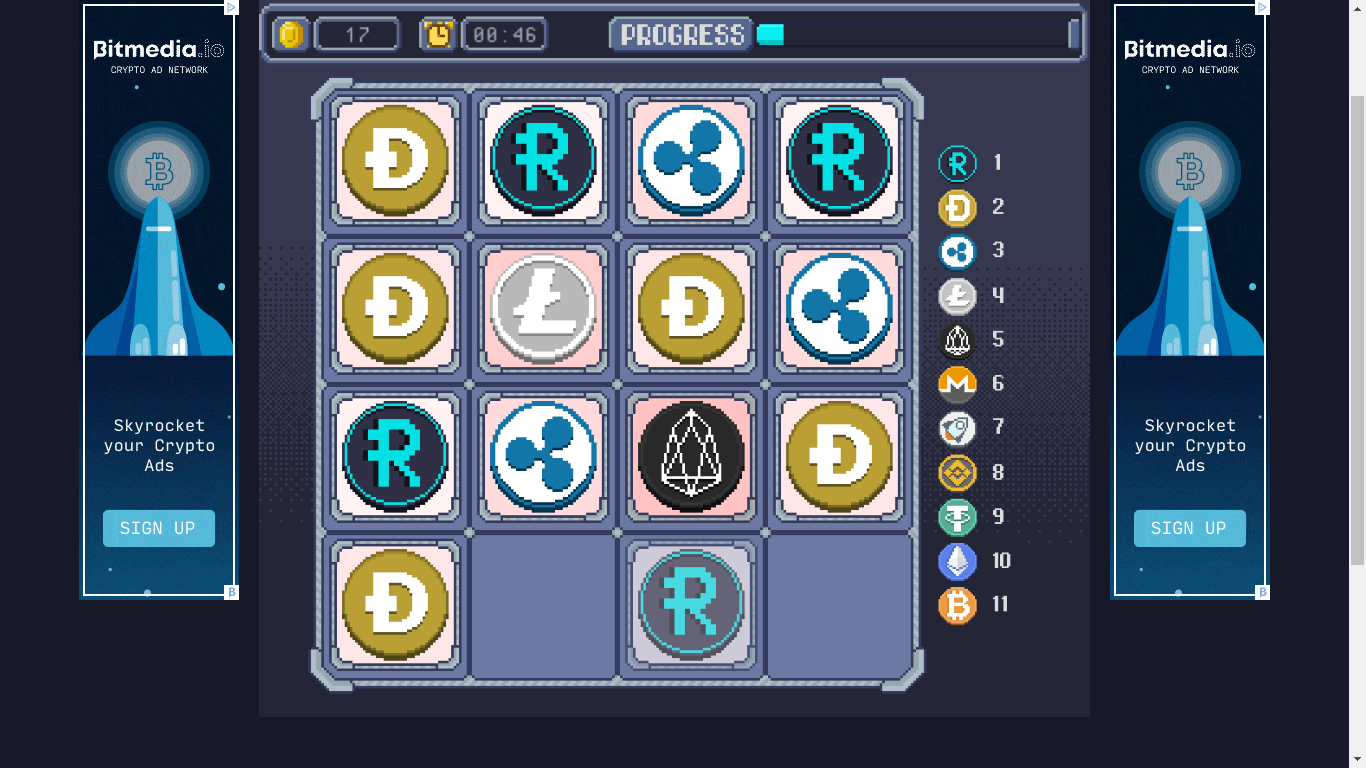 Bitmedia.io
CRYPTO AD NETWORK
Skyrocket
your Crypto
Ads
SIGN UP
17
00:46
PROGRESS
1
2
3
4
5
6
7
8
9
10
11
Bitmedia.io
CRYPTO AD NETWORK
Skyrocket
your Crypto
Ads
SIGN UP